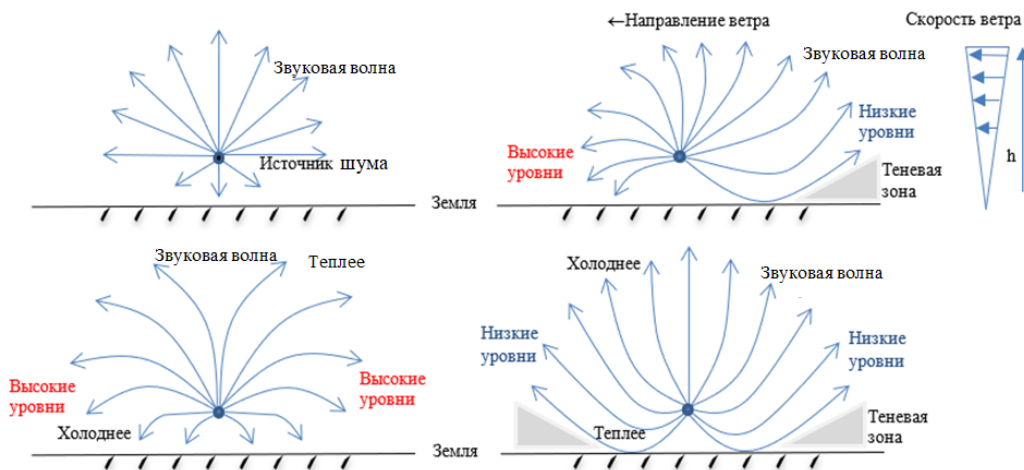 ←Направление ветра
Скорость ветра
Звуковая волна
Звуковая волна
Низкие
уровни
Высокие
уровни
Источник шума
Теневая
зона
h
Земля
Звуковая волна
Теплее
Холоднее
Звуковая волна
Низкие
уровни
Низкие
уровни
Высокие
уровни
Высокие
уровни
Холоднее
Теплее
Теневая
зона
Земля